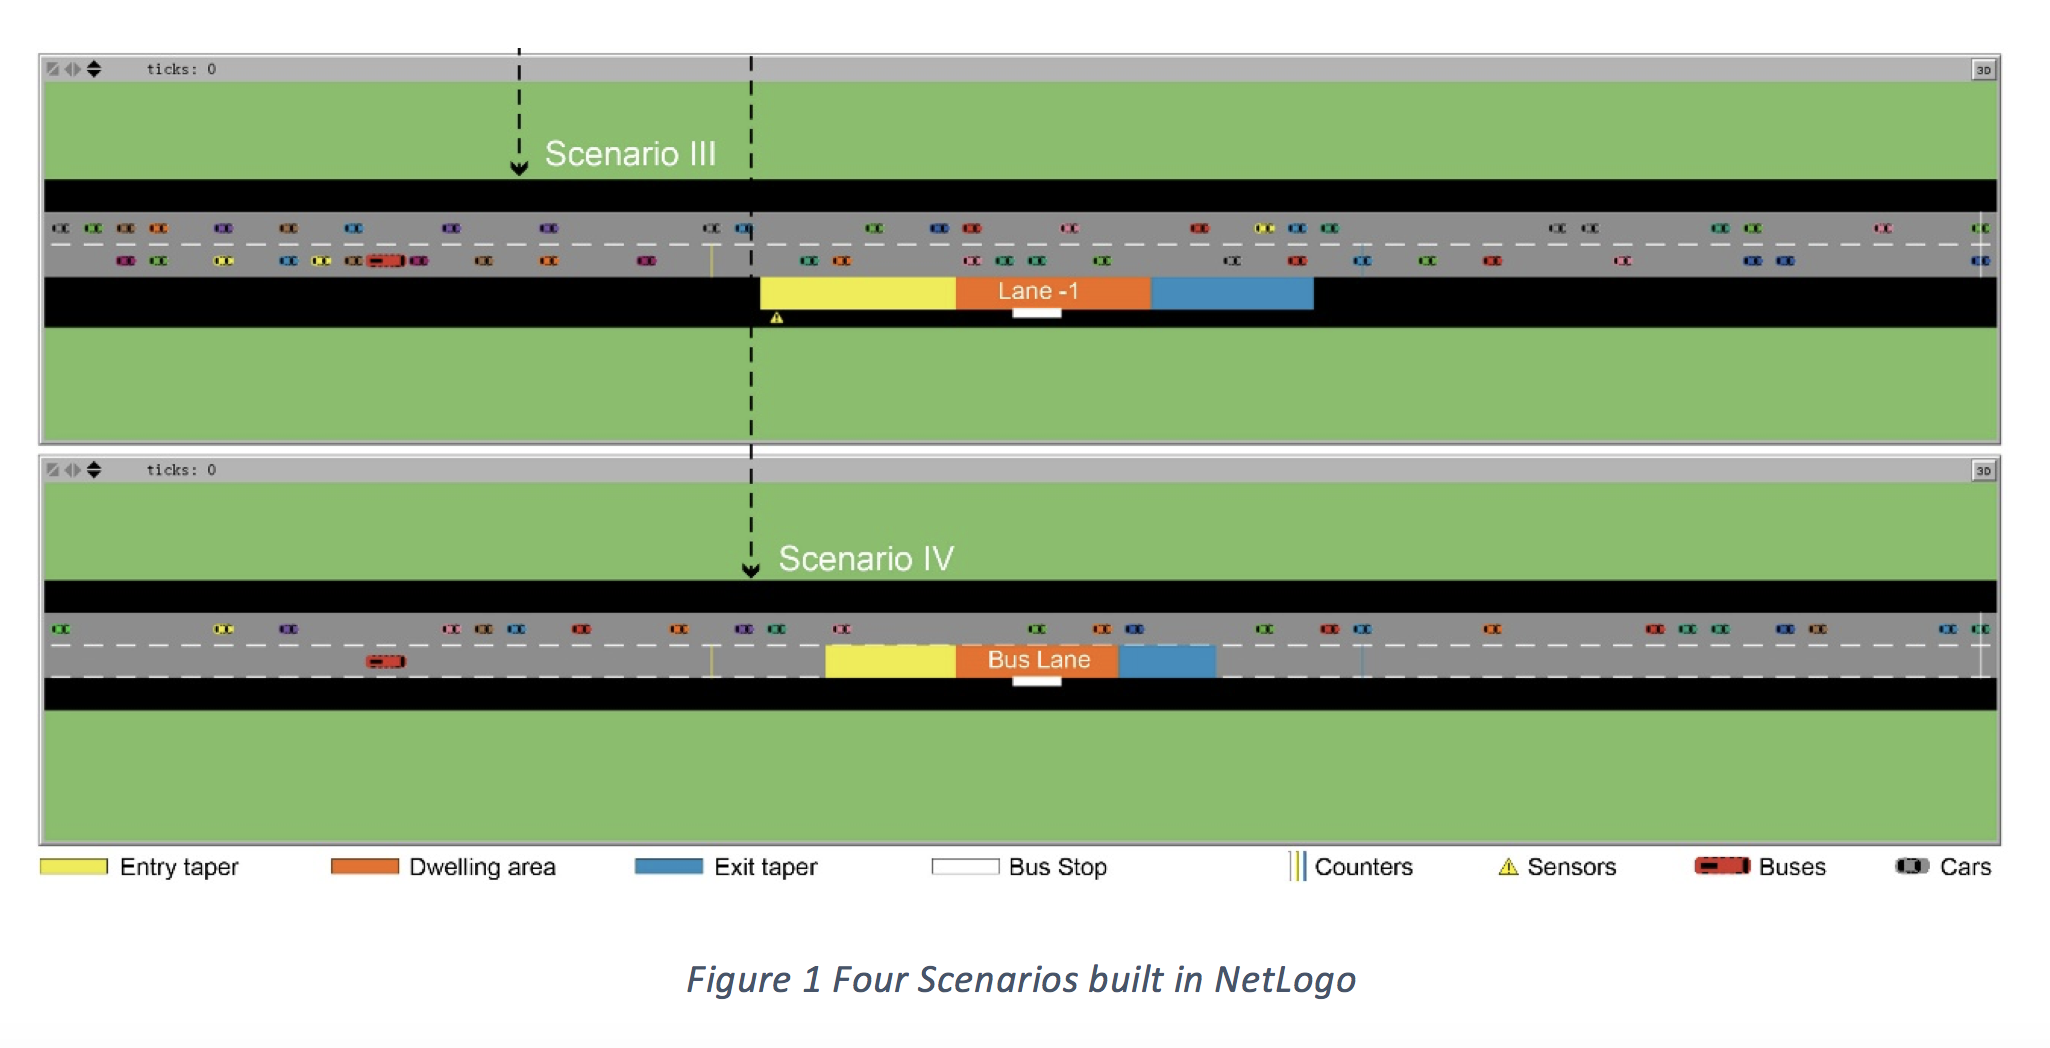 ticks: 0
3D
Scenario III
Lane -1
ticks: 0
3D
Scenario IV
Bus Lane
Entry taper Dwelling area Exit taper Bus Stop Counters Sensors Buses Cars
Figure 1 Four Scenarios built in NetLogo